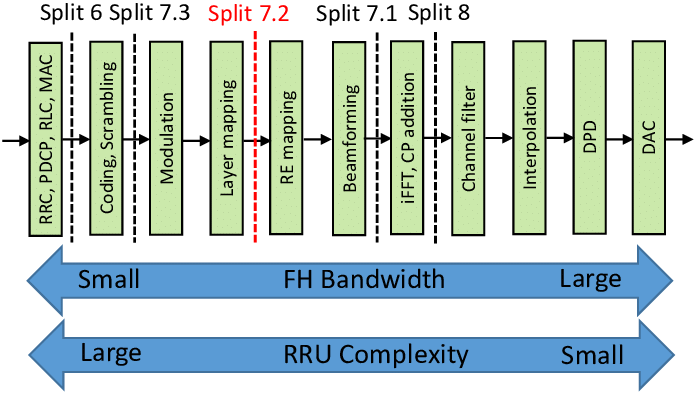 Split 6 Split 7.3 Split 7.2 Split 7.1 Split 8
RRC, PDCP, RLC, MAC
Coding, Scrambling
Modulation
Layer mapping
RE mapping
Beamforming
iFFT, CP addition
Channel filter
Interpolation
DPD
DAC
Small FH Bandwidth Large
Large RRU Complexity Small